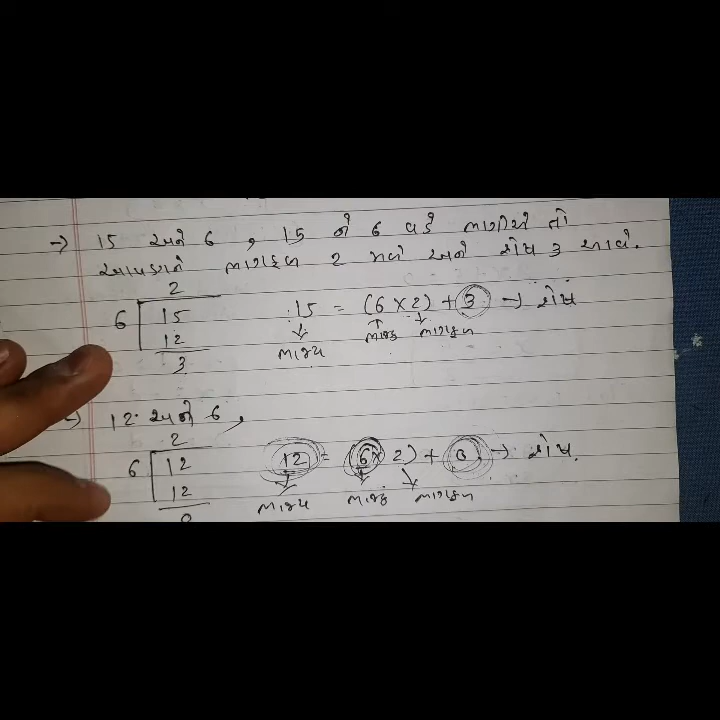 → 15 અને 6 , 15 ને 6 વડે ભાગીએ તો
આપણને ભાગફળ 2 મળે અને શેષ 3 આવે.
2
6 15
12
3
15 = (6 × 2) + 3 → શેષ
ભાજ્ય ભાજક ભાગફળ
→ 12 અને 6 ,
2
6 12
12
0
12 = (6 × 2) + 0 → શેષ.
ભાજ્ય ભાજક ભાગફળ